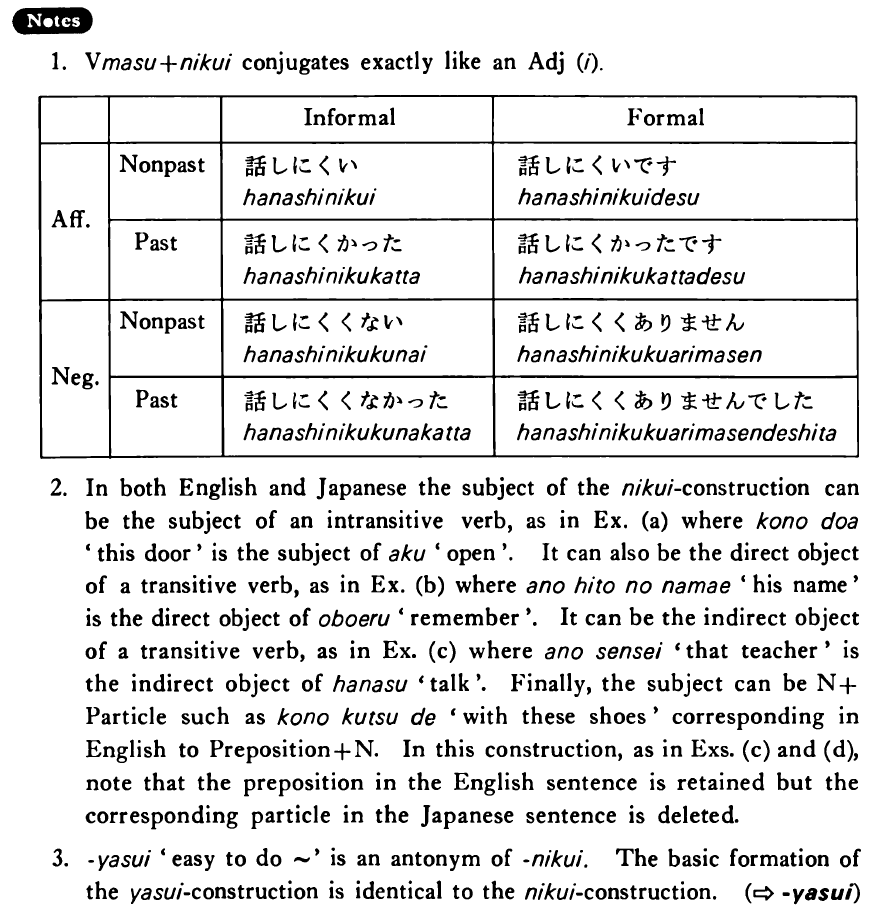 Notes
1. Vmasu+nikui conjugates exactly like an Adj (i).
Informal Formal
Aff. Nonpast 話しにくい 話しにくいです
hanashinikui hanashinikuidesu
Past 話しにくかった 話しにくかったです
hanashinikukatta hanashinikukattadesu
Neg. Nonpast 話しにくくない 話しにくくありません
hanashinikukunai hanashinikukuarimasen
Past 話しにくくなかった 話しにくくありませんでした
hanashinikukunakatta hanashinikukuarimasendeshita
2. In both English and Japanese the subject of the nikui-construction can
be the subject of an intransitive verb, as in Ex. (a) where kono doa
‘this door’ is the subject of aku ‘open’. It can also be the direct object
of a transitive verb, as in Ex. (b) where ano hito no namae ‘his name’
is the direct object of oboeru ‘remember’. It can be the indirect object
of a transitive verb, as in Ex. (c) where ano sensei ‘that teacher’ is
the indirect object of hanasu ‘talk’. Finally, the subject can be N+
Particle such as kono kutsu de ‘with these shoes’ corresponding in
English to Preposition+N. In this construction, as in Exs. (c) and (d),
note that the preposition in the English sentence is retained but the
corresponding particle in the Japanese sentence is deleted.
3. -yasui ‘easy to do ~’ is an antonym of -nikui. The basic formation of
the yasui-construction is identical to the nikui-construction. (⇨ -yasui)